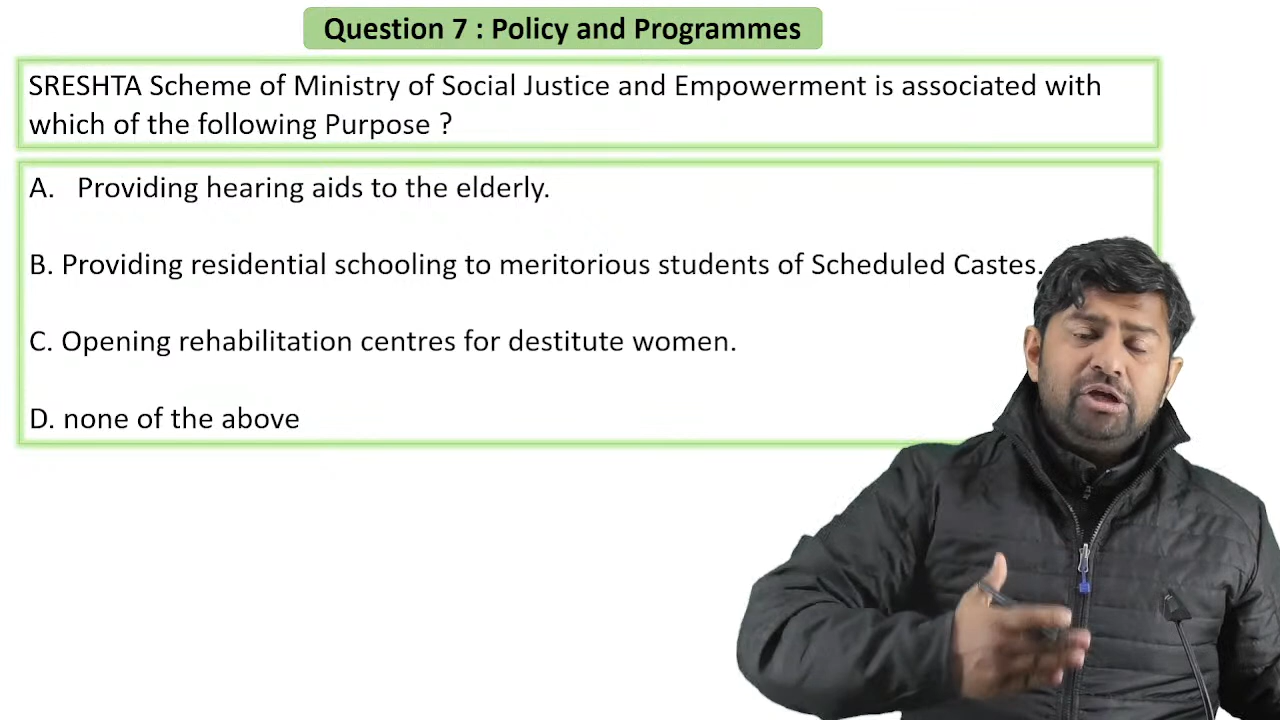 Question 7 : Policy and Programmes
SRESHTA Scheme of Ministry of Social Justice and Empowerment is associated with
which of the following Purpose ?
A. Providing hearing aids to the elderly.
B. Providing residential schooling to meritorious students of Scheduled Castes.
C. Opening rehabilitation centres for destitute women.
D. none of the above